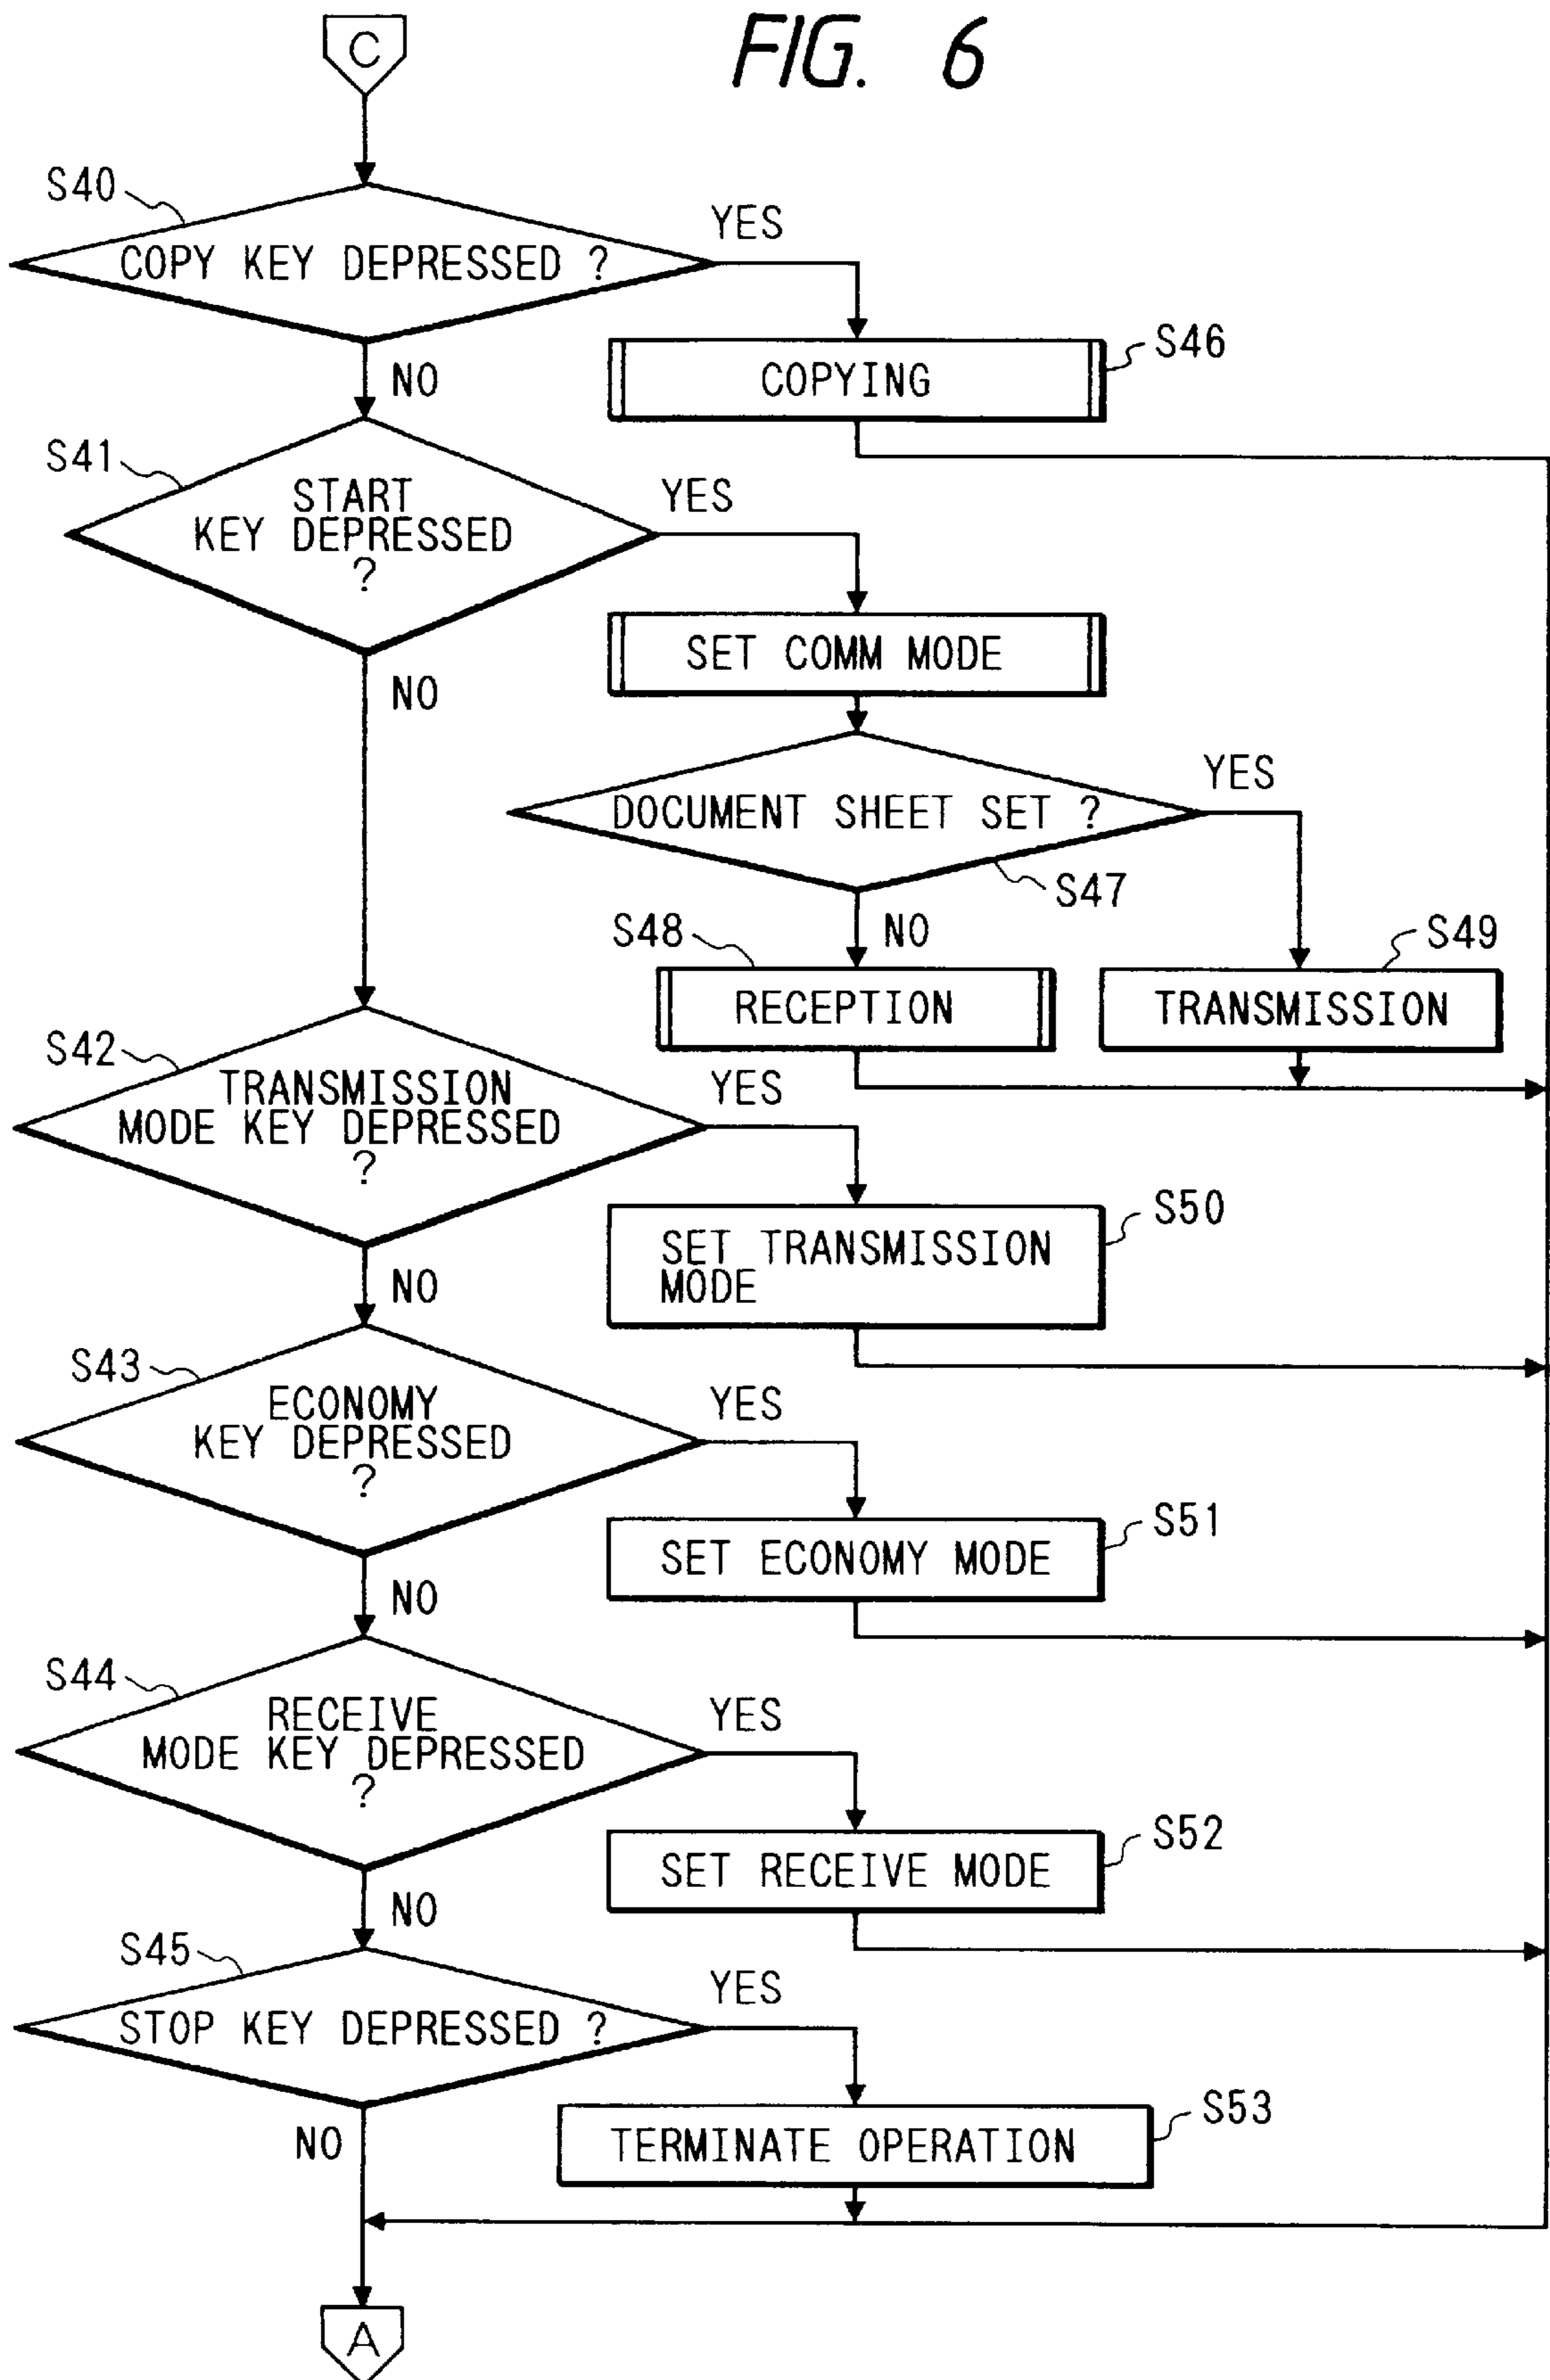 FIG. 6
C
S40
COPY KEY DEPRESSED ?
YES
NO
COPYING
S46
S41
START
KEY DEPRESSED
?
YES
NO
SET COMM MODE
DOCUMENT SHEET SET ?
YES
S47
NO
S48
RECEPTION
S49
TRANSMISSION
S42
TRANSMISSION
MODE KEY DEPRESSED
?
YES
NO
SET TRANSMISSION
MODE
S50
S43
ECONOMY
KEY DEPRESSED
?
YES
NO
SET ECONOMY MODE
S51
S44
RECEIVE
MODE KEY DEPRESSED
?
YES
NO
SET RECEIVE MODE
S52
S45
STOP KEY DEPRESSED ?
YES
NO
TERMINATE OPERATION
S53
A